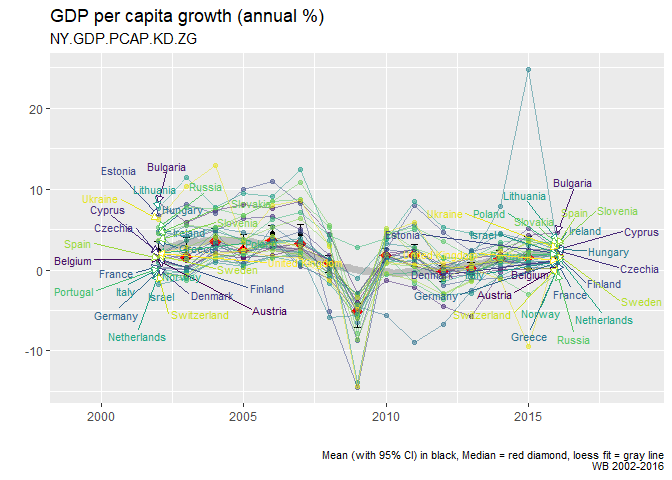 GDP per capita growth (annual %)
NY.GDP.PCAP.KD.ZG
20
10
0
-10
Estonia
Bulgaria
Lithuania
Russia
Ukraine
Cyprus
Hungary
Slovakia
Czechia
Slovenia
Ireland
Spain
Greece
Belgium
Sweden
France
Finland
Portugal
Italy
Israel
Denmark
Germany
Switzerland
Austria
Netherlands
Bulgaria
Lithuania
Ukraine
Poland
Spain
Slovenia
Slovakia
Estonia
Israel
Ireland
Cyprus
Hungary
Czechia
Denmark
Italy
Belgium
Finland
Germany
Austria
France
Sweden
Switzerland
Norway
Netherlands
Greece
Russia
2000
2005
2010
2015
Mean (with 95% CI) in black, Median = red diamond, loess fit = gray line
WB 2002-2016